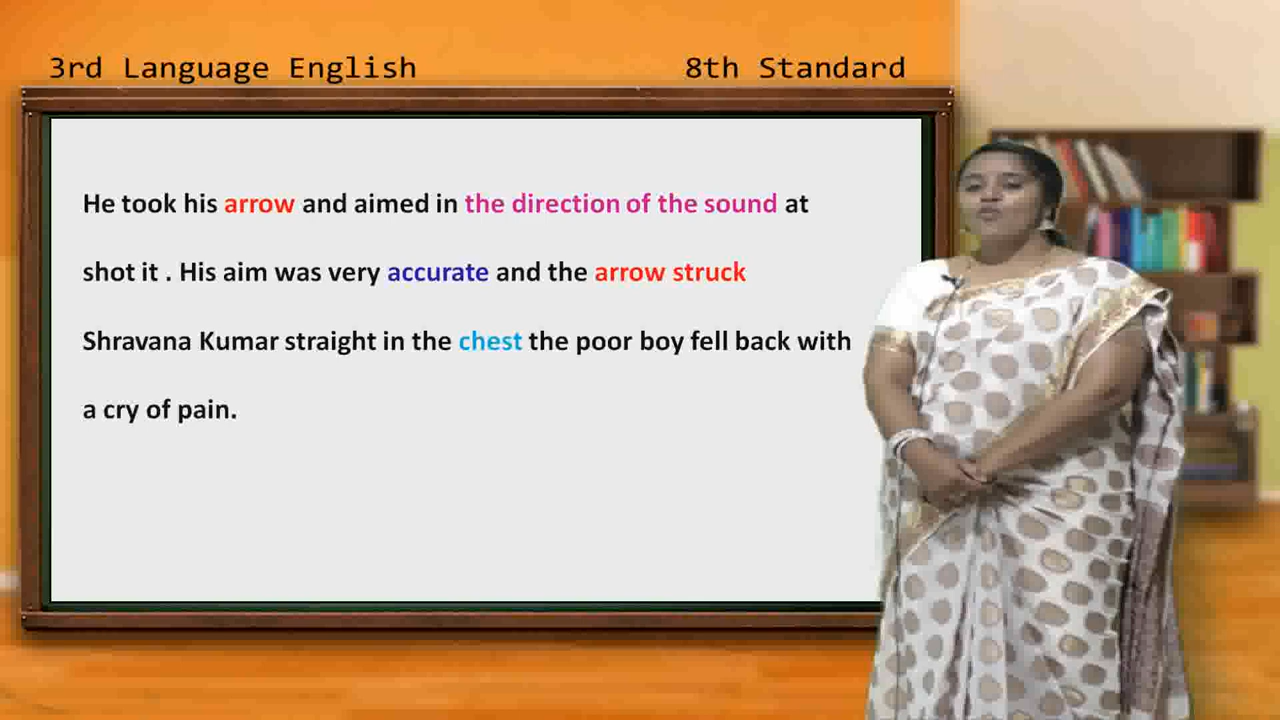 3rd Language English 8th Standard
He took his arrow and aimed in the direction of the sound at
shot it . His aim was very accurate and the arrow struck
Shravana Kumar straight in the chest the poor boy fell back with
a cry of pain.